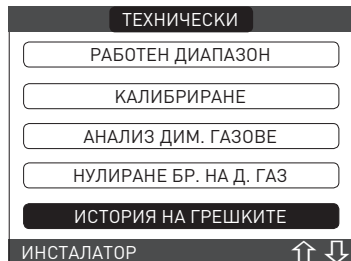 ТЕХНИЧЕСКИ
РАБОТЕН ДИАПАЗОН
КАЛИБРИРАНЕ
АНАЛИЗ ДИМ. ГАЗОВЕ
НУЛИРАНЕ БР. НА Д. ГАЗ
ИСТОРИЯ НА ГРЕШКИТЕ
ИНСТАЛАТОР